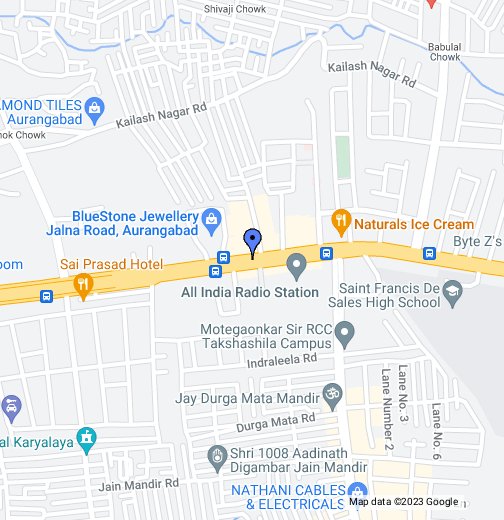 Shivaji Chowk
Babulal
Chowk
Kailash Nagar Rd
AMOND TILES
Aurangabad
Kailash Nagar Rd
ok Chowk
BlueStone Jewellery
Jalna Road, Aurangabad
Naturals Ice Cream
Byte Z's
oom
Sai Prasad Hotel
All India Radio Station
Saint Francis De
Sales High School
Motegaonkar Sir RCC
Takshashila Campus
Indraleela Rd
Jay Durga Mata Mandir
Lane No. 3
Lane Number 2
Lane No. 6
Durga Mata Rd
al Karyalaya
Shri 1008 Aadinath
Digambar Jain Mandir
Jain Mandir Rd
NATHANI CABLES
& ELECTRICALS
Map data ©2023 Google